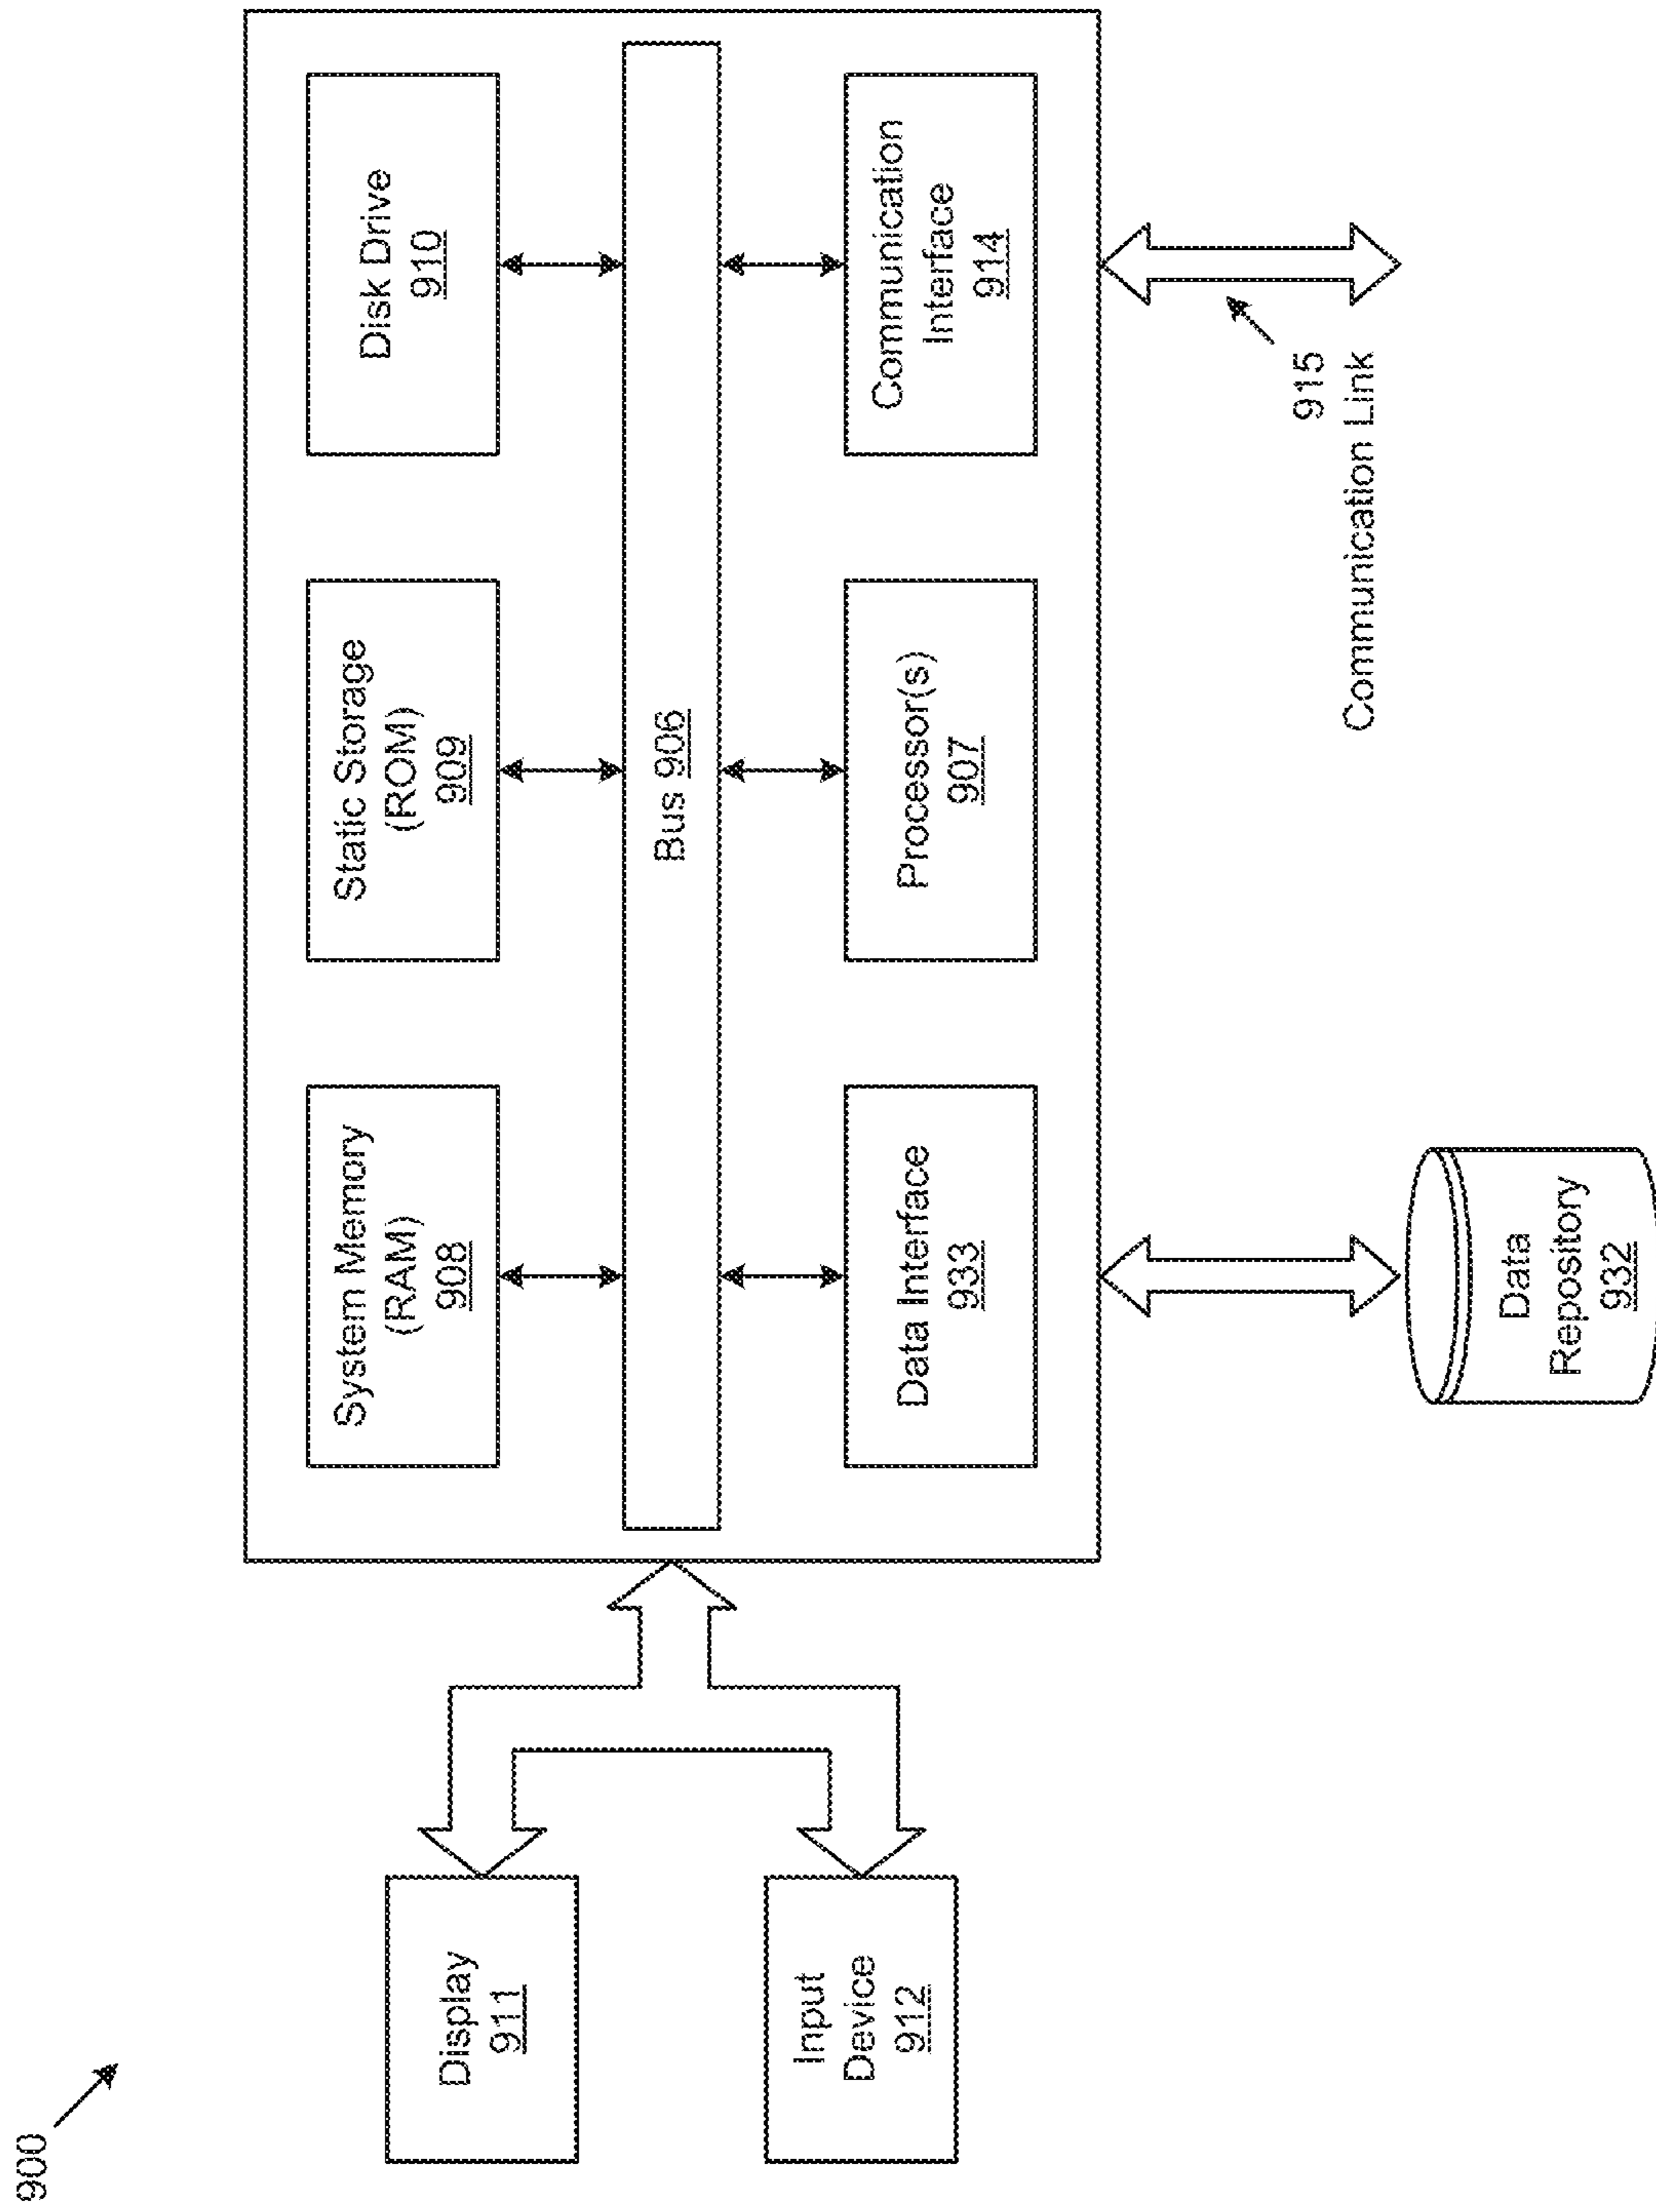 900
System Memory
(RAM)
908
Static Storage
(ROM)
909
Disk Drive
910
Display
911
Bus 906
Input
Device
912
Data Interface
933
Processor(s)
907
Communication
Interface
914
915
Communication Link
Data
Repository
932